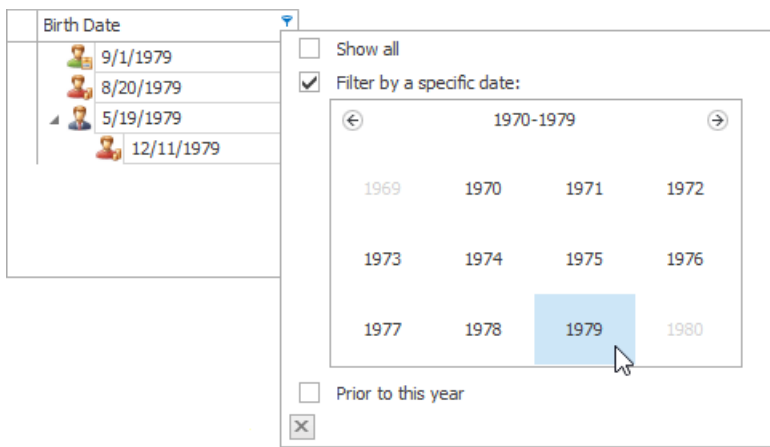 Birth Date
9/1/1979
8/20/1979
5/19/1979
12/11/1979
Show all
Filter by a specific date:
1970-1979
1969 1970 1971 1972
1973 1974 1975 1976
1977 1978 1979 1980
Prior to this year